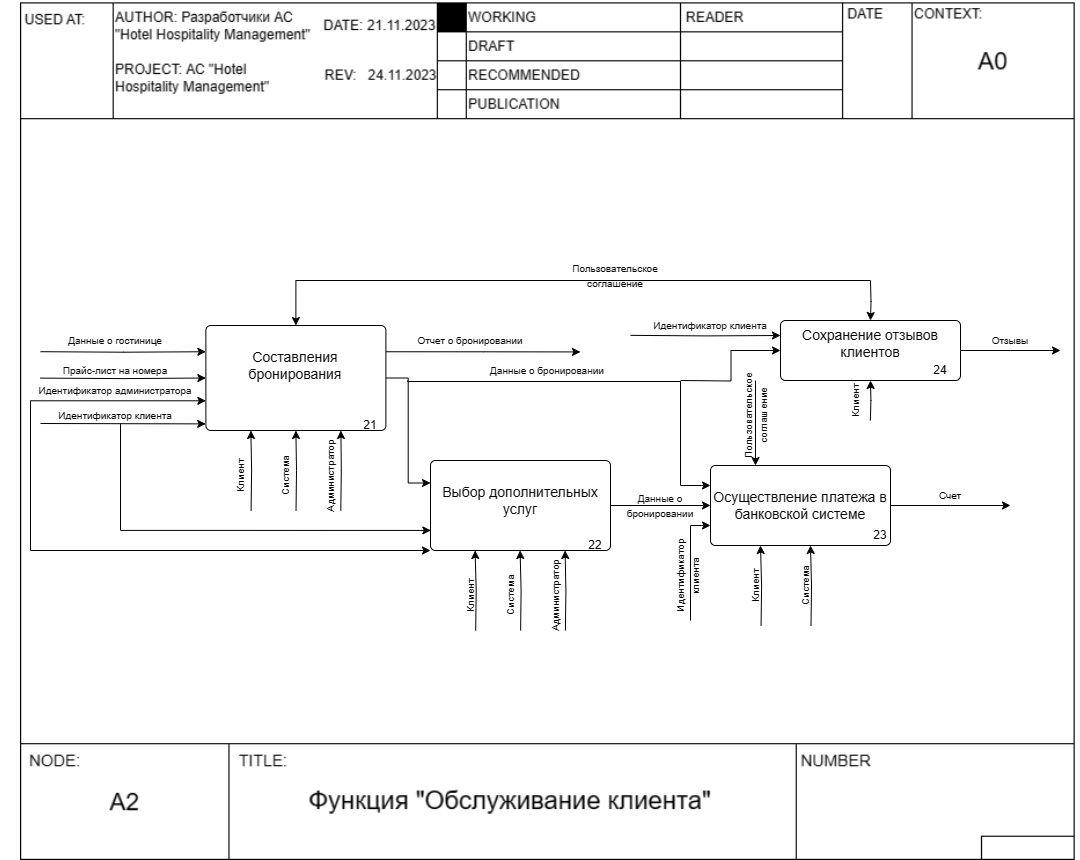 USED AT:
AUTHOR: Разработчики АС
"Hotel Hospitality Management"
DATE: 21.11.2023
PROJECT: АС "Hotel
Hospitality Management"
REV: 24.11.2023
WORKING
DRAFT
RECOMMENDED
PUBLICATION
READER
DATE
CONTEXT:
A0
Пользовательское
соглашение
Данные о гостинице
Прайс-лист на номера
Идентификатор администратора
Идентификатор клиента
Составления
бронирования
21
Отчет о бронировании
Данные о бронировании
Идентификатор клиента
Сохранение отзывов
клиентов
24
Отзывы
Клиент
Пользовательское
соглаш ение
Клиент
Система
Администратор
Выбор дополнительных
услуг
22
Данные о
бронировании
Осуществление платежа в
банковской системе
23
Счет
Идентификатор
клиента
Клиент
Система
Администратор
Клиент
Система
NODE:
A2
TITLE:
Функция "Обслуживание клиента"
NUMBER